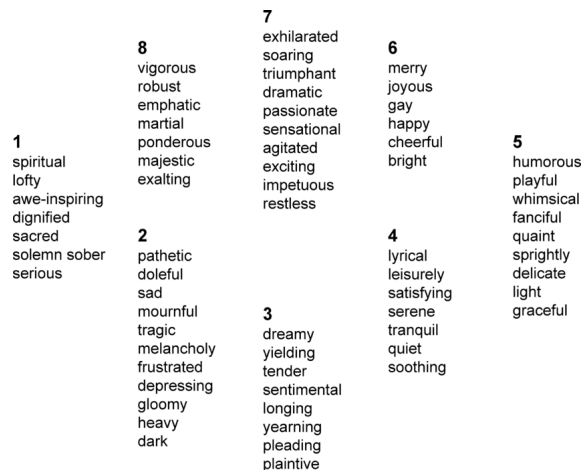 7
exhilarated
soaring
triumphant
dramatic
passionate
sensational
agitated
exciting
impetuous
restless
8
vigorous
robust
emphatic
martial
ponderous
majestic
exalting
6
merry
joyous
gay
happy
cheerful
bright
1
spiritual
lofty
awe-inspiring
dignified
sacred
solemn sober
serious
5
humorous
playful
whimsical
fanciful
quaint
sprightly
delicate
light
graceful
2
pathetic
doleful
sad
mournful
tragic
melancholy
frustrated
depressing
gloomy
heavy
dark
4
lyrical
leisurely
satisfying
serene
tranquil
quiet
soothing
3
dreamy
yielding
tender
sentimental
longing
yearning
pleading
plaintive